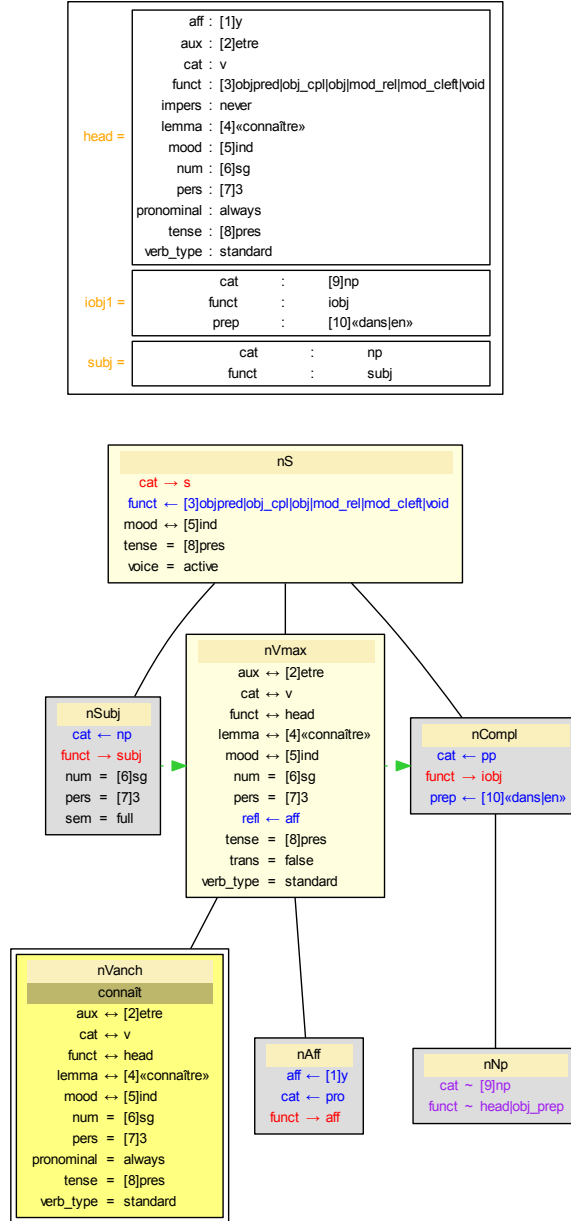 aff : [1]y
aux : [2]etre
cat : v
funct : [3]objpred|obj_cpl|obj|mod_rel|mod_cleft|void
impers : never
head =
lemma : [4]«connaître»
mood : [5]ind
num : [6]sg
pers : [7]3
pronominal : always
tense : [8]pres
verb_type : standard
cat : [9]np
iobj1 =
funct : iobj
prep : [10]«dans|en»
cat : np
subj =
funct : subj
nS
cat → s
funct ← [3]objpred|obj_cpl|obj|mod_rel|mod_cleft|void
mood ↔ [5]ind
tense = [8]pres
voice = active
nSubj
cat ← np
funct → subj
num = [6]sg
pers = [7]3
sem = full
nVmax
aux ↔ [2]etre
cat ↔ v
funct ↔ head
lemma ↔ [4]«connaître»
mood ↔ [5]ind
num = [6]sg
pers = [7]3
refl ← aff
tense = [8]pres
trans = false
verb_type = standard
nCompl
cat ← pp
funct → iobj
prep ← [10]«dans|en»
nVanch
connaît
aux ↔ [2]etre
cat ↔ v
funct ↔ head
lemma ↔ [4]«connaître»
mood ↔ [5]ind
num = [6]sg
pers = [7]3
pronominal = always
tense = [8]pres
verb_type = standard
nAff
aff ← [1]y
cat ← pro
funct → aff
nNp
cat ~ [9]np
funct ~ head|obj_prep